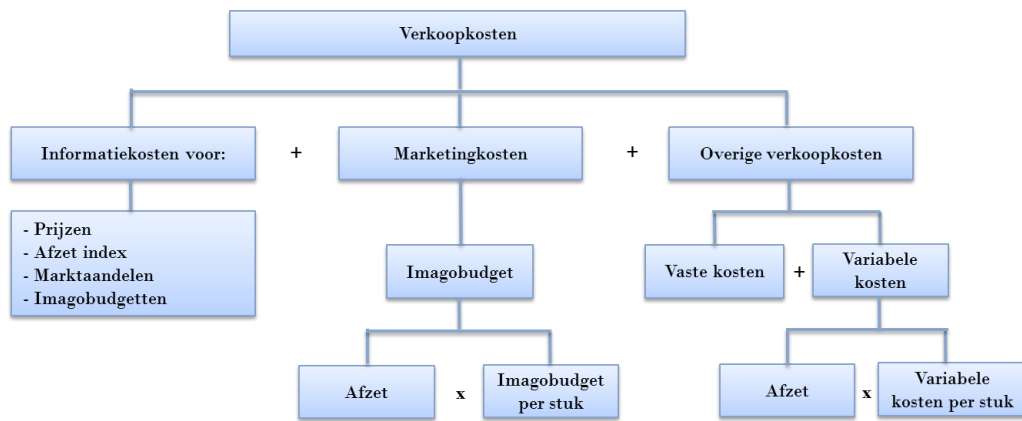 Verkoopkosten
Informatiekosten voor:
+
Marketingkosten
+
Overige verkoopkosten
- Prijzen
- Afzet index
- Marktaandelen
- Imagobudgetten
Imagobudget
Vaste kosten
+
Variabele
kosten
Afzet
x
Imagobudget
per stuk
Afzet
x
Variabele
kosten per stuk